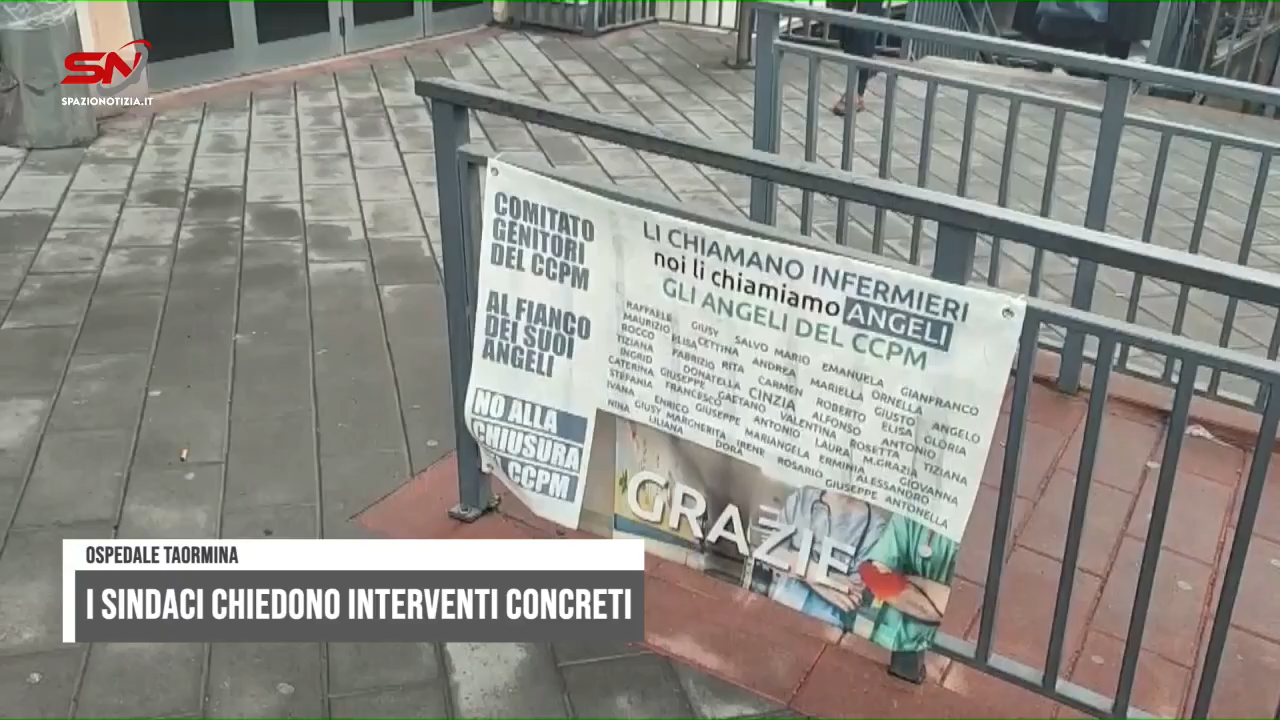 SN
SPAZIONOTIZIA.IT
COMITATO
GENITORI
DEL CCPM
AL FIANCO
DEI SUOI
ANGELI
NO ALLA
CHIUSURA
CCPM
LI CHIAMANO INFERMIERI
noi li chiamiamo ANGELI
GLI ANGELI DEL CCPM
RAFFAELE GIUSY SALVO MARIO EMANUELA GIANFRANCO
MAURIZIO ELISA CETTINA ANDREA MARIELLA ORNELLA
ROCCO FABRIZIO RITA CARMEN ROBERTO GIUSTO ANGELO
TIZIANA DONATELLA CINZIA ALFONSO ELISA GLORIA
INGRID GIUSEPPE GAETANO VALENTINA ROSETTA ANTONIO
CATERINA FRANCESCO ANTONIO LAURA M.GRAZIA TIZIANA
STEFANIA ENRICO GIUSEPPE MARIANGELA ERMINIA GIOVANNA
IVANA GIUSY MARGHERITA IRENE ROSARIO ALESSANDRO
NINA LILIANA DORA GIUSEPPE ANTONELLA
GRAZIE
OSPEDALE TAORMINA
I SINDACI CHIEDONO INTERVENTI CONCRETI